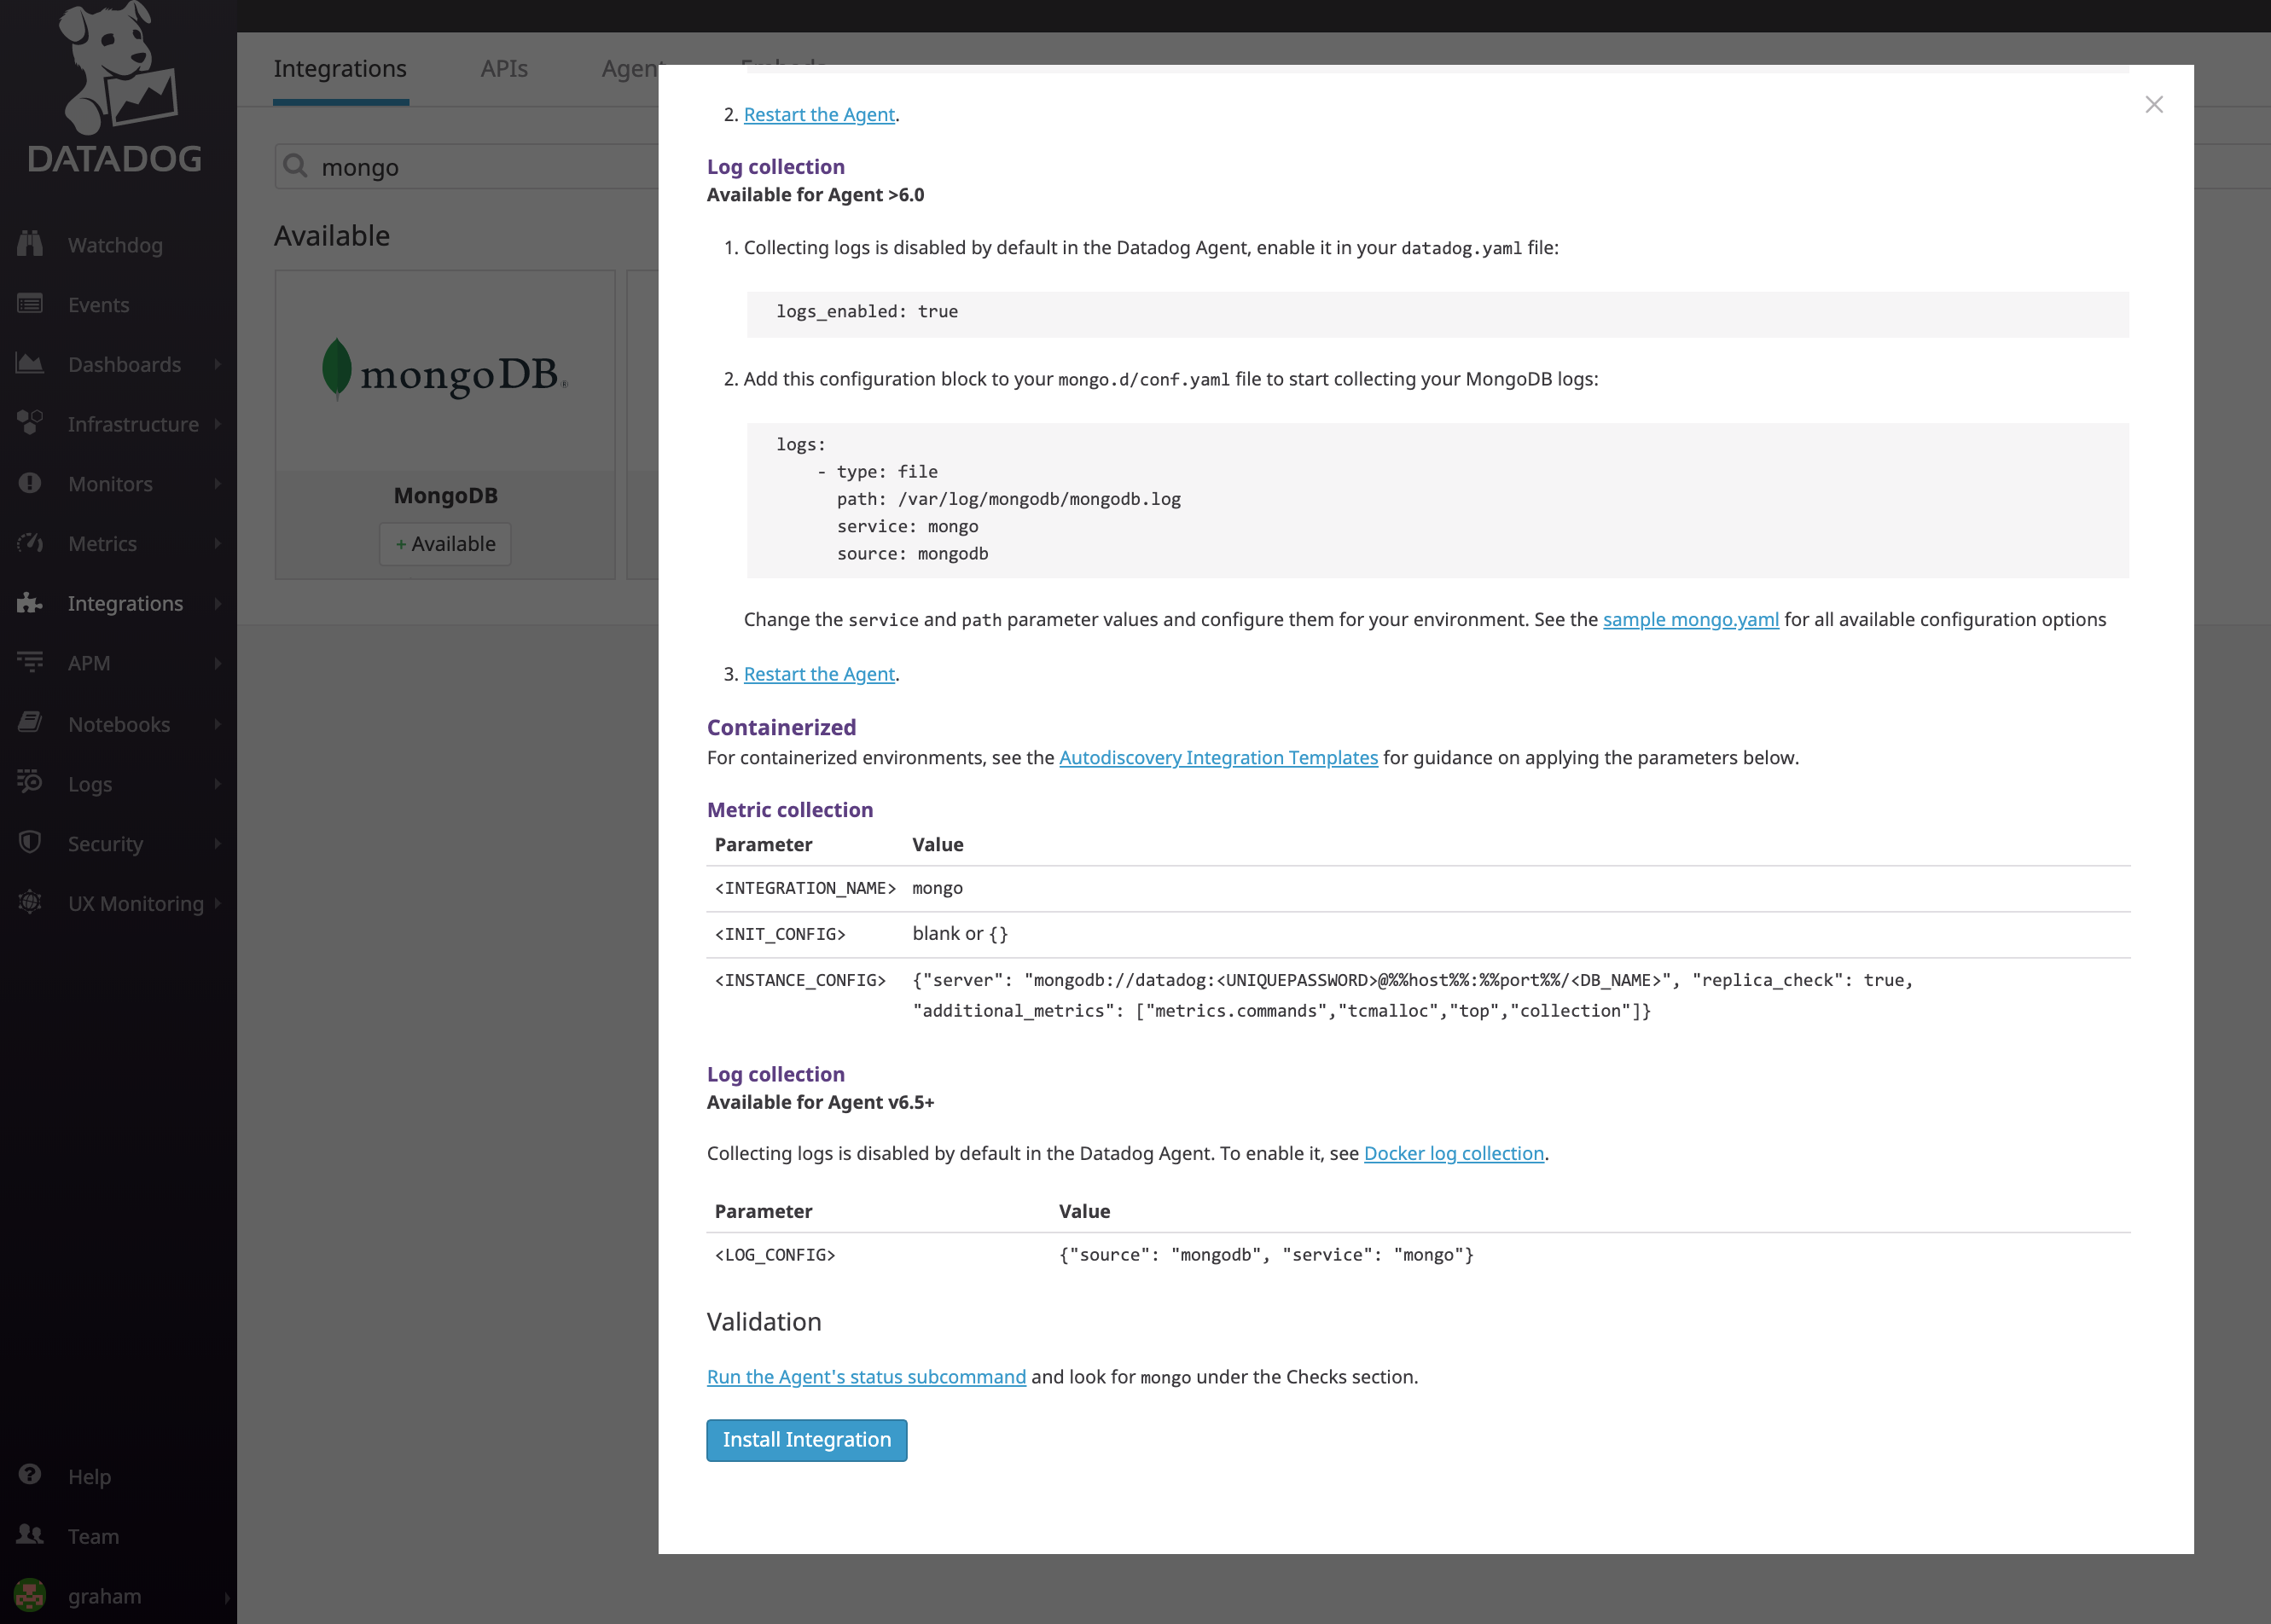 DATADOG
Watchdog
Events
Dashboards
Infrastructure
Monitors
Metrics
Integrations
APM
Notebooks
Logs
Security
UX Monitoring
Help
Team
graham
Integrations APIs Agent Embeds
mongo
Available
mongoDB®
MongoDB
+ Available
2. Restart the Agent.
Log collection
Available for Agent >6.0
1. Collecting logs is disabled by default in the Datadog Agent, enable it in your datadog.yaml file:
logs_enabled: true
2. Add this configuration block to your mongo.d/conf.yaml file to start collecting your MongoDB logs:
logs:
- type: file
path: /var/log/mongodb/mongodb.log
service: mongo
source: mongodb
Change the service and path parameter values and configure them for your environment. See the sample mongo.yaml for all available configuration options
3. Restart the Agent.
Containerized
For containerized environments, see the Autodiscovery Integration Templates for guidance on applying the parameters below.
Metric collection
Parameter Value
<INTEGRATION_NAME> mongo
<INIT_CONFIG> blank or {}
<INSTANCE_CONFIG> {"server": "mongodb://datadog:<UNIQUEPASSWORD>@%%host%%:%%port%%/<DB_NAME>", "replica_check": true,
"additional_metrics": ["metrics.commands","tcmalloc","top","collection"]}
Log collection
Available for Agent v6.5+
Collecting logs is disabled by default in the Datadog Agent. To enable it, see Docker log collection.
Parameter Value
<LOG_CONFIG> {"source": "mongodb", "service": "mongo"}
Validation
Run the Agent's status subcommand and look for mongo under the Checks section.
Install Integration